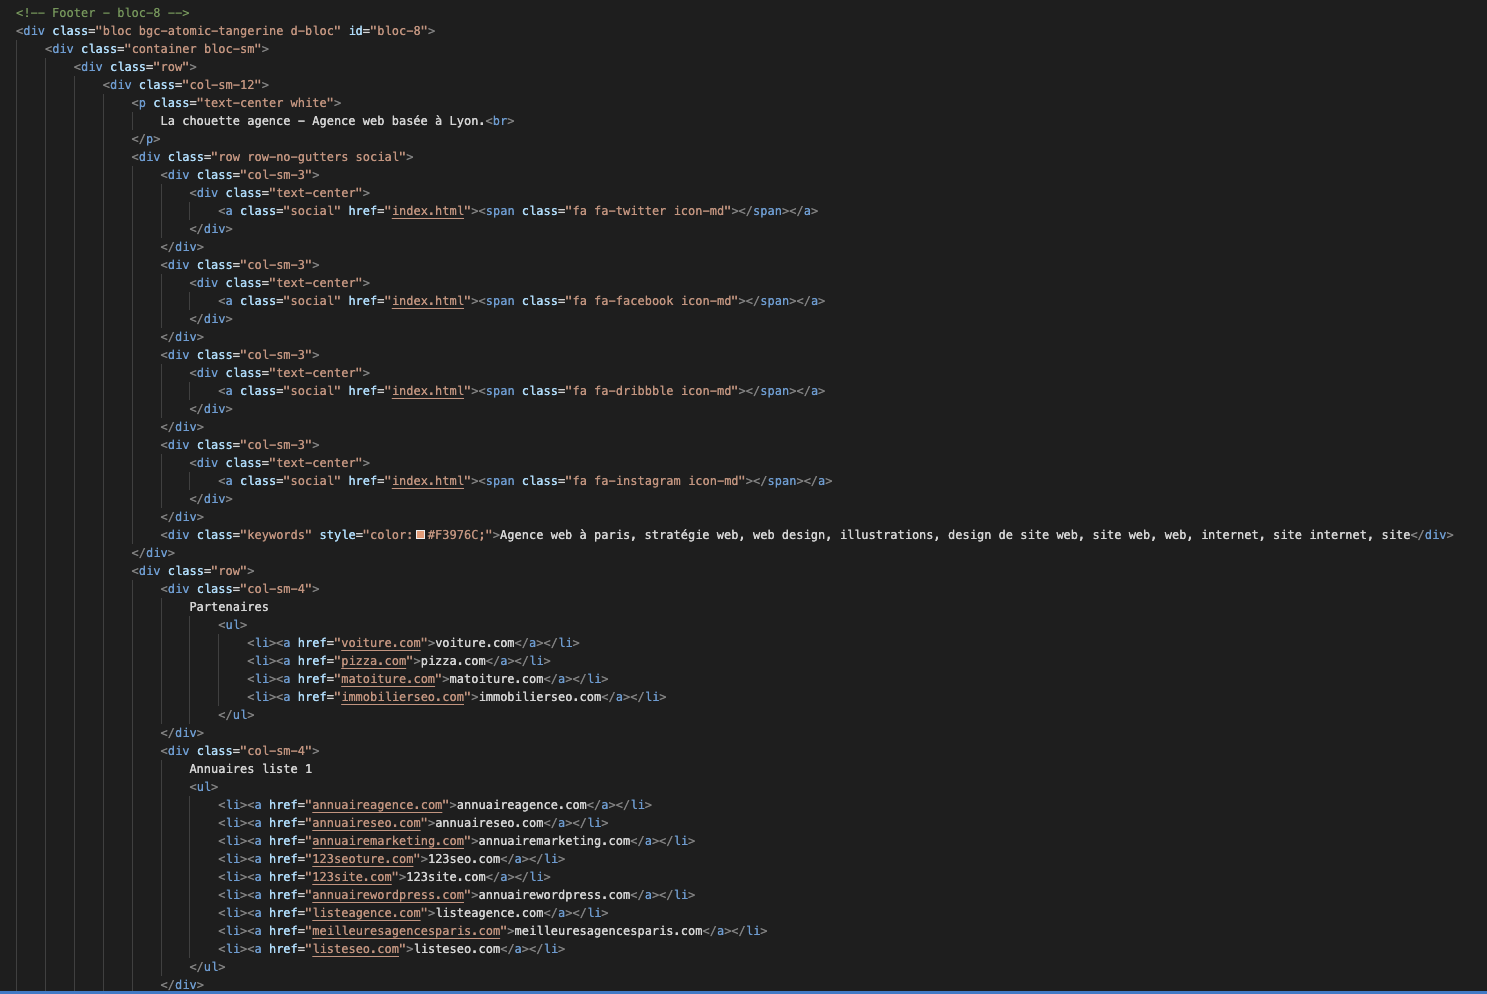 <!-- Footer - bloc-8 -->
<div class="bloc bgc-atomic-tangerine d-bloc" id="bloc-8">
<div class="container bloc-sm">
<div class="row">
<div class="col-sm-12">
<p class="text-center white">
La chouette agence - Agence web basée à Lyon.<br>
</p>
<div class="row row-no-gutters social">
<div class="col-sm-3">
<div class="text-center">
<a class="social" href="index.html"><span class="fa fa-twitter icon-md"></span></a>
</div>
</div>
<div class="col-sm-3">
<div class="text-center">
<a class="social" href="index.html"><span class="fa fa-facebook icon-md"></span></a>
</div>
</div>
<div class="col-sm-3">
<div class="text-center">
<a class="social" href="index.html"><span class="fa fa-dribbble icon-md"></span></a>
</div>
</div>
<div class="col-sm-3">
<div class="text-center">
<a class="social" href="index.html"><span class="fa fa-instagram icon-md"></span></a>
</div>
</div>
<div class="keywords" style="color:#F3976C;">Agence web à paris, stratégie web, web design, illustrations, design de site web, site web, web, internet, site internet, site</div>
</div>
<div class="row">
<div class="col-sm-4">
Partenaires
<ul>
<li><a href="voiture.com">voiture.com</a></li>
<li><a href="pizza.com">pizza.com</a></li>
<li><a href="matoiture.com">matoiture.com</a></li>
<li><a href="immobilierseo.com">immobilierseo.com</a></li>
</ul>
</div>
<div class="col-sm-4">
Annuaires liste 1
<ul>
<li><a href="annuaireagence.com">annuaireagence.com</a></li>
<li><a href="annuaireseo.com">annuaireseo.com</a></li>
<li><a href="annuairemarketing.com">annuairemarketing.com</a></li>
<li><a href="123seoture.com">123seo.com</a></li>
<li><a href="123site.com">123site.com</a></li>
<li><a href="annuairewordpress.com">annuairewordpress.com</a></li>
<li><a href="listeagence.com">listeagence.com</a></li>
<li><a href="meilleuresagencesparis.com">meilleuresagencesparis.com</a></li>
<li><a href="listeseo.com">listeseo.com</a></li>
</ul>
</div>